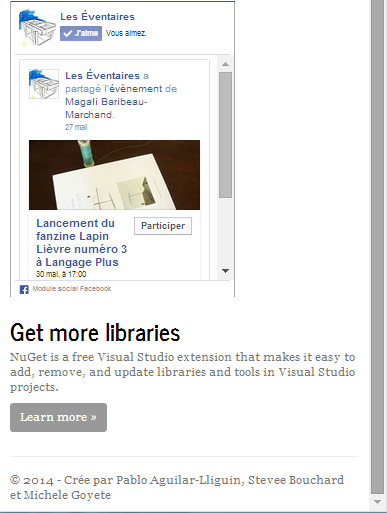 Les Éventaires
J'aime Vous aimez.
Les Éventaires a
partagé l'évènement de
Magali Baribeau-
Marchand.
27 mai
Lancement du
fanzine Lapin
Lièvre numéro 3
à Langage Plus
Participer
30 mai, à 17:00
Module social Facebook
Get more libraries
NuGet is a free Visual Studio extension that makes it easy to
add, remove, and update libraries and tools in Visual Studio
projects.
Learn more »
© 2014 - Crée par Pablo Aguilar-Lliguin, Stevee Bouchard
et Michele Goyete